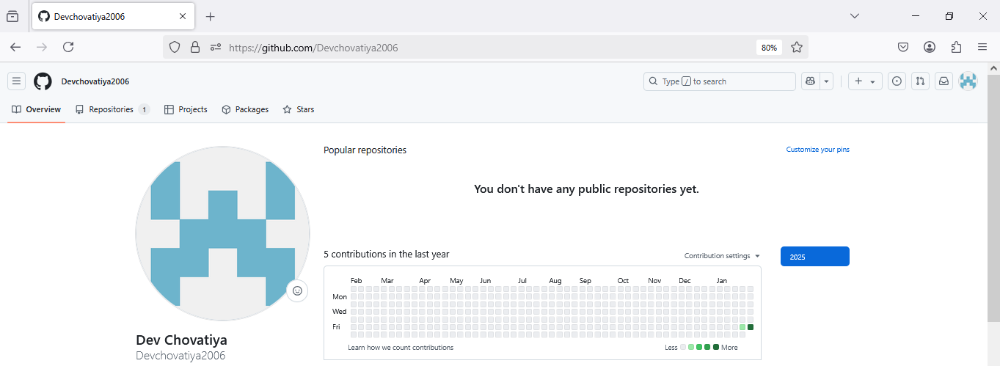 Devchovatiya2006
https://github.com/Devchovatiya2006
80%
Devchovatiya2006
Type / to search
Overview
Repositories 1
Projects
Packages
Stars
Popular repositories
Customize your pins
You don't have any public repositories yet.
5 contributions in the last year
Contribution settings
2025
Feb Mar Apr May Jun Jul Aug Sep Oct Nov Dec Jan
Mon
Wed
Fri
Learn how we count contributions
Less More
Dev Chovatiya
Devchovatiya2006